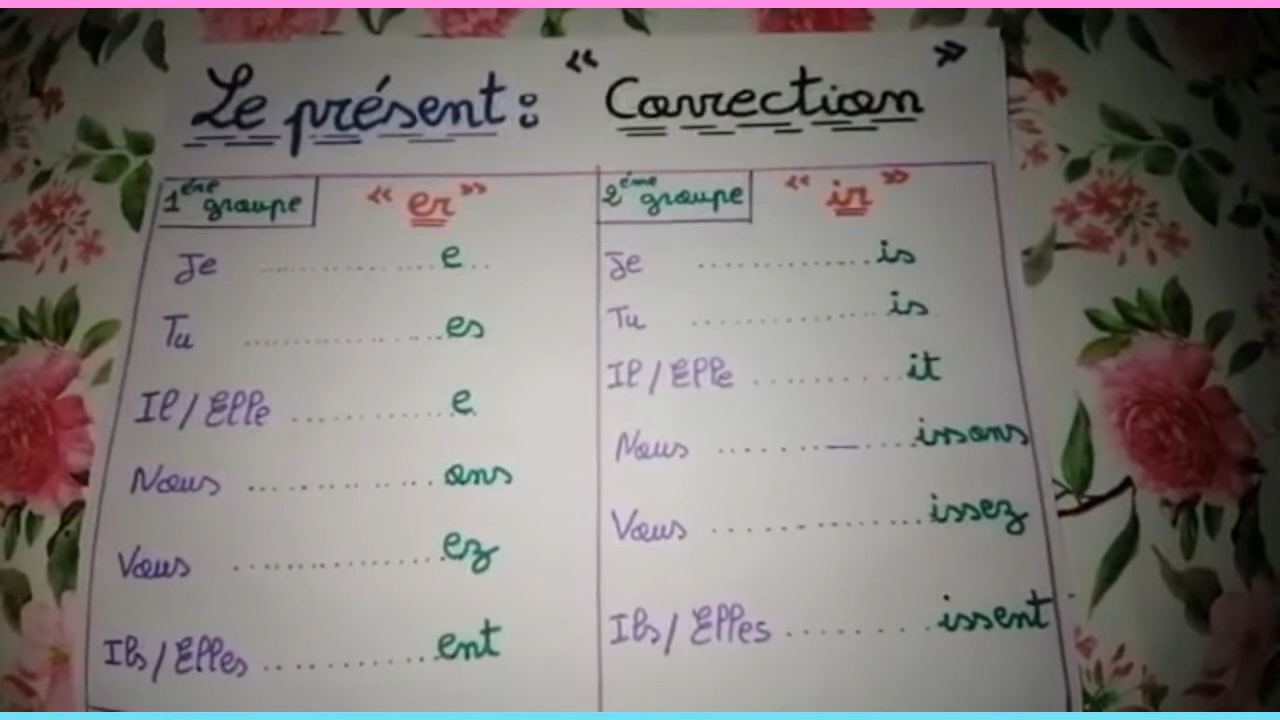 Le présent : « Correction »
1ère groupe « er »
Je ................ e ..
Tu ................ es
Il / Elle ............ e
Nous ............... ons
Vous ............... ez
Ils / Elles ............ ent
2ème groupe « ir »
Je ............ is
Tu ............ is
Il / Elle ......... it
Nous ...... — ... issons
Vous ............ issez
Ils / Elles ........ issent